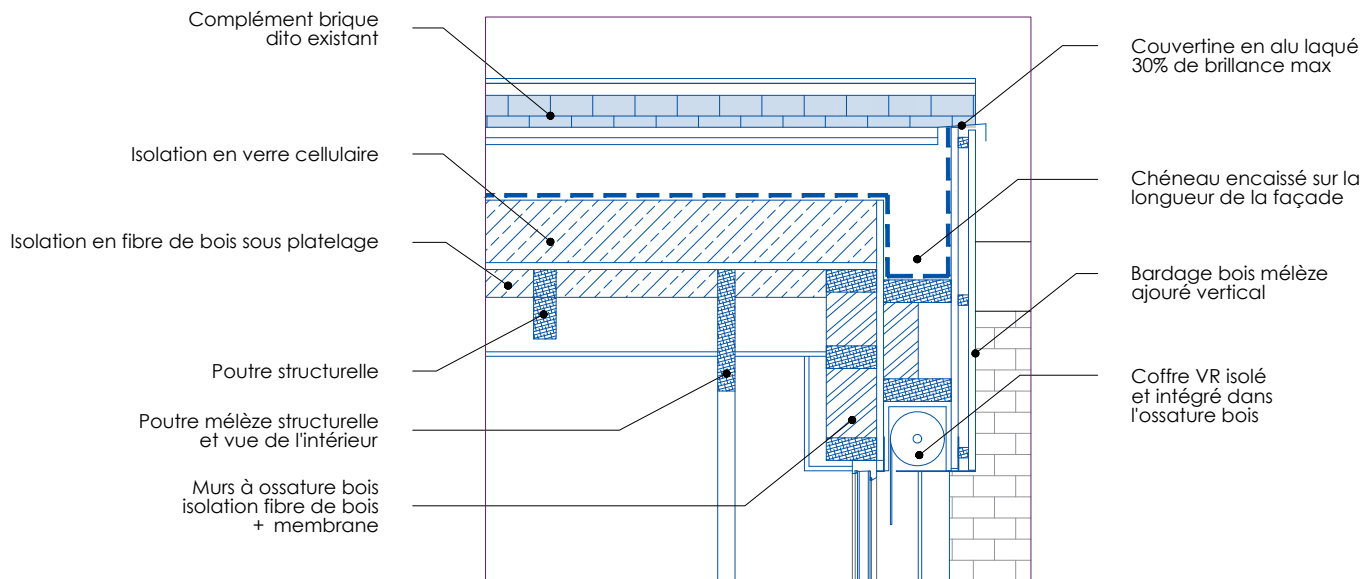 Complément brique
dito existant
Isolation en verre cellulaire
Isolation en fibre de bois sous platelage
Poutre structurelle
Poutre mélèze structurelle
et vue de l'intérieur
Murs à ossature bois
isolation fibre de bois
+ membrane
Couvertine en alu laqué
30% de brillance max
Chéneau encaissé sur la
longueur de la façade
Bardage bois mélèze
ajouré vertical
Coffre VR isolé
et intégré dans
l'ossature bois